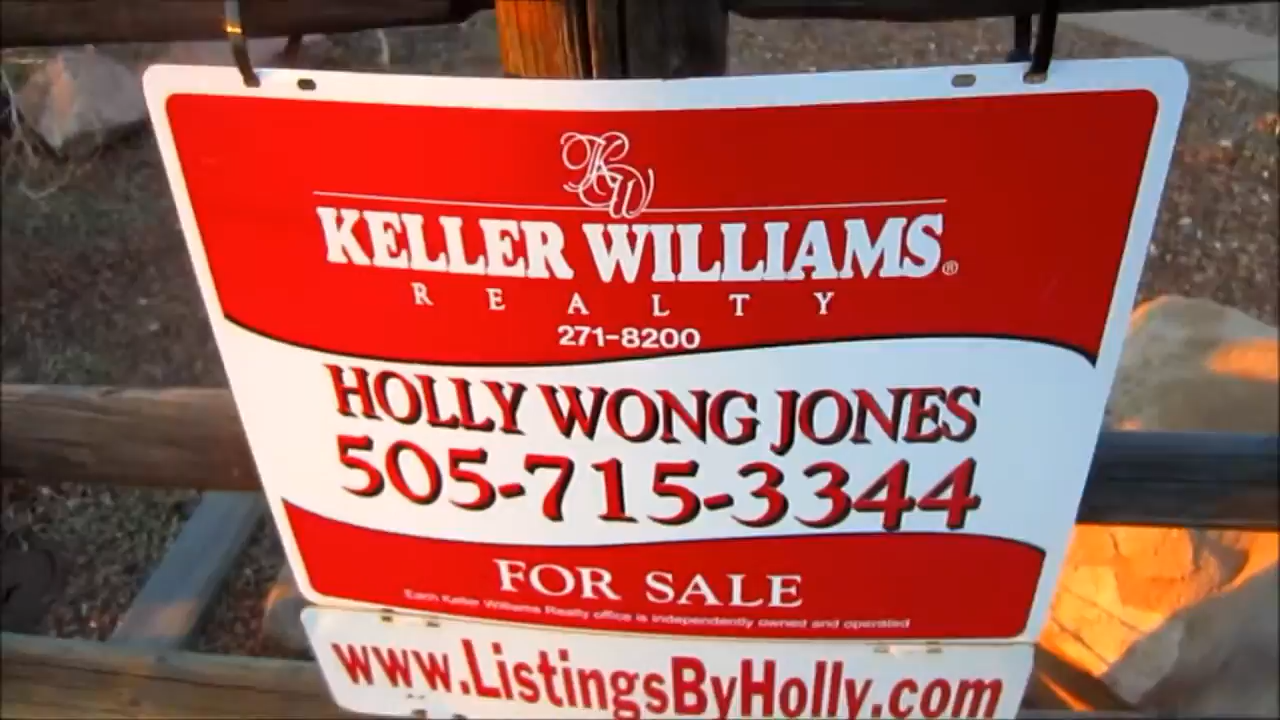 KW
KELLER WILLIAMS®
REALTY
271-8200
HOLLY WONG JONES
505-715-3344
FOR SALE
Each Keller Williams Realty office is independently owned and operated
www.ListingsByHolly.com